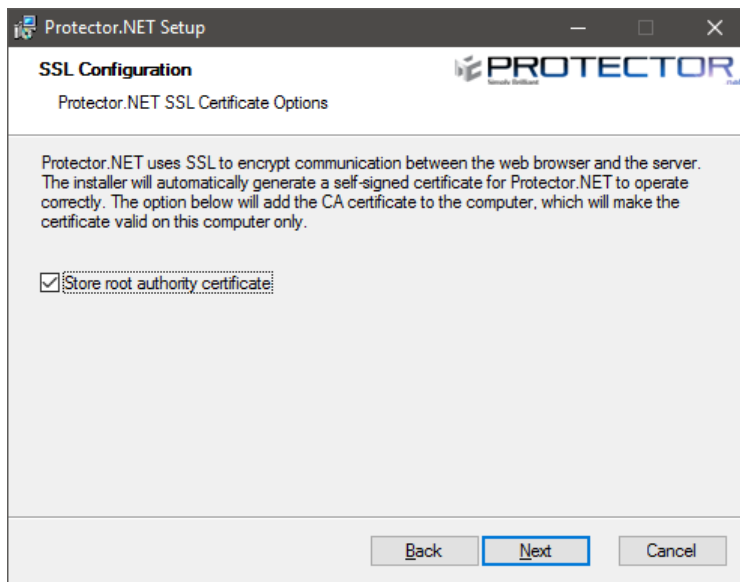 Protector.NET Setup
SSL Configuration
PROTECTOR
.net
Simply Brilliant
Protector.NET SSL Certificate Options
Protector.NET uses SSL to encrypt communication between the web browser and the server.
The installer will automatically generate a self-signed certificate for Protector.NET to operate
correctly. The option below will add the CA certificate to the computer, which will make the
certificate valid on this computer only.
Store root authority certificate
Back
Next
Cancel